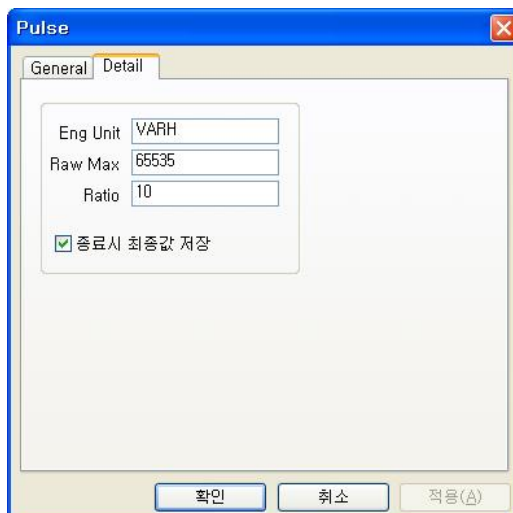 Pulse
General Detail
Eng Unit VARH
Raw Max 65535
Ratio 10
종료시 최종값 저장
확인 취소 적용(A)